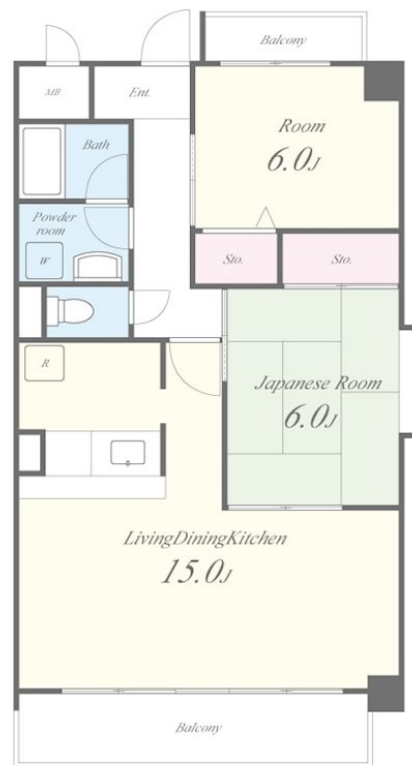 Balcony
MB
Ent.
Room
6.0J
Bath
Powder
room
W
Sto.
Sto.
R
Japanese Room
6.0J
LivingDiningKitchen
15.0J
Balcony